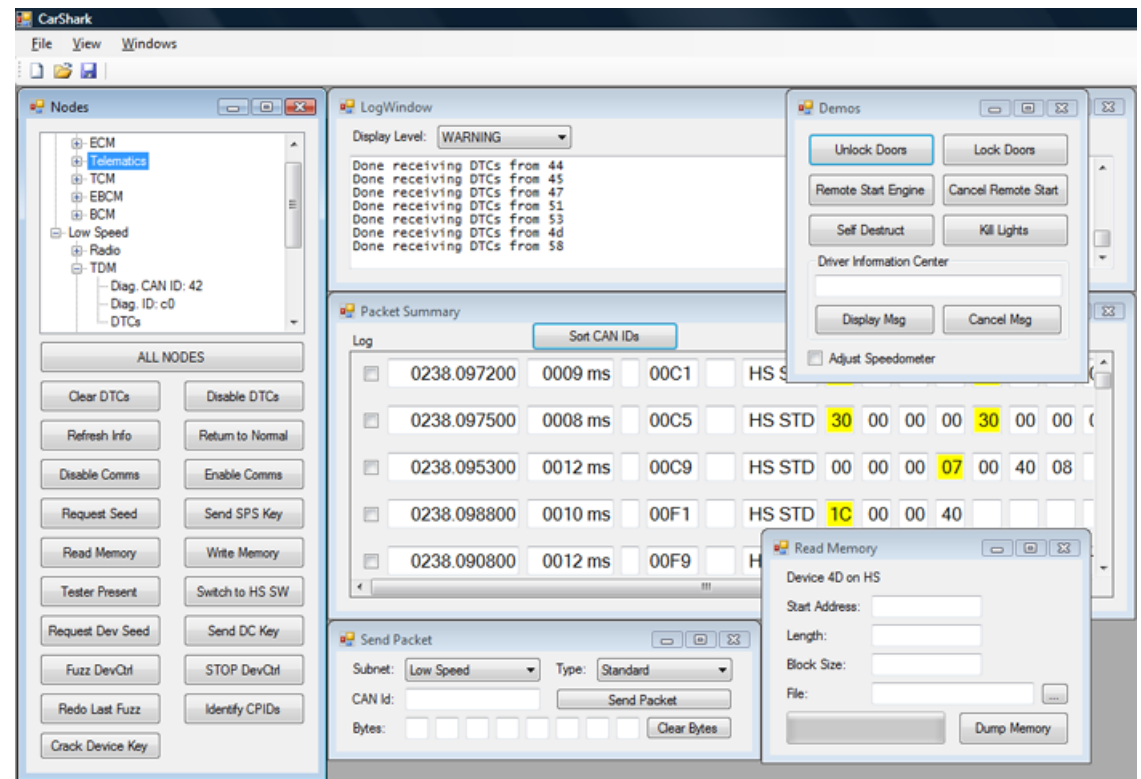 CarShark
File View Windows
Nodes
ECM
Telematics
TCM
EBCM
BCM
Low Speed
Radio
TDM
Diag. CAN ID: 42
Diag. ID: c0
DTCs
ALL NODES
Clear DTCs Disable DTCs
Refresh Info Return to Normal
Disable Comms Enable Comms
Request Seed Send SPS Key
Read Memory Write Memory
Tester Present Switch to HS SW
Request Dev Seed Send DC Key
Fuzz DevCtrl STOP DevCtrl
Redo Last Fuzz Identify CPIDs
Crack Device Key
LogWindow
Display Level: WARNING
Done receiving DTCs from 44
Done receiving DTCs from 45
Done receiving DTCs from 47
Done receiving DTCs from 51
Done receiving DTCs from 53
Done receiving DTCs from 4d
Done receiving DTCs from 58
Demos
Unlock Doors Lock Doors
Remote Start Engine Cancel Remote Start
Self Destruct Kill Lights
Driver Information Center
Display Msg Cancel Msg
Adjust Speedometer
Packet Summary
Log Sort CAN IDs
0238.097200 0009 ms 00C1 HS
0238.097500 0008 ms 00C5 HS STD 30 00 00 00 30 00 00
0238.095300 0012 ms 00C9 HS STD 00 00 00 07 00 40 08
0238.098800 0010 ms 00F1 HS STD 1C 00 00 40
0238.090800 0012 ms 00F9
Send Packet
Subnet: Low Speed Type: Standard
CAN Id: Send Packet
Bytes: Clear Bytes
Read Memory
Device 4D on HS
Start Address:
Length:
Block Size:
File: ...
Dump Memory